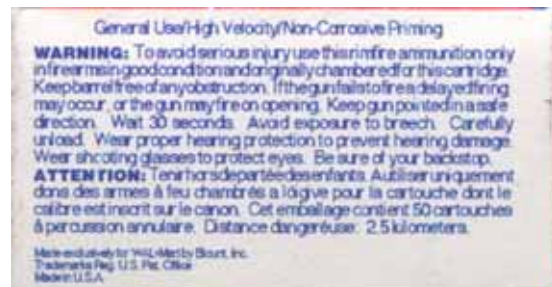 General Use/High Velocity/Non-Corrosive Priming
WARNING: To avoid serious injury use this rimfire ammunition only
in firearms in good condition and originally chambered for this cartridge.
Keep barrel free of any obstruction. If the gun fails to fire a delayed firing
may occur, or the gun may fire on opening. Keep gun pointed in a safe
direction. Wait 30 seconds. Avoid exposure to breech. Carefully
unload. Wear proper hearing protection to prevent hearing damage.
Wear shooting glasses to protect eyes. Be sure of your backstop.
ATTENTION: Tenir hors de partée des enfants. A utiliser uniquement
dans des armes à feu chambrés a l'ogive pour la cartouche dont le
calibre est inscrit sur le canon. Cet emballage contient 50 cartouches
à percussion annulaire. Distance dangeréuse: 2.5 kilometers.
Made exclusively for WAL-Mart by Blount, Inc.
Trademarks Reg. U.S. Pat. Office
Made in U.S.A.